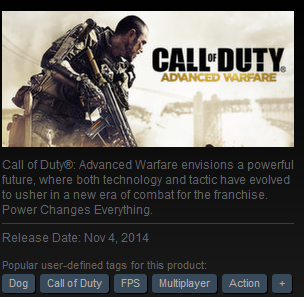 CALL OF DUTY
ADVANCED WARFARE
Call of Duty®: Advanced Warfare envisions a powerful
future, where both technology and tactic have evolved
to usher in a new era of combat for the franchise.
Power Changes Everything.
Release Date: Nov 4, 2014
Popular user-defined tags for this product:
Dog Call of Duty FPS Multiplayer Action +